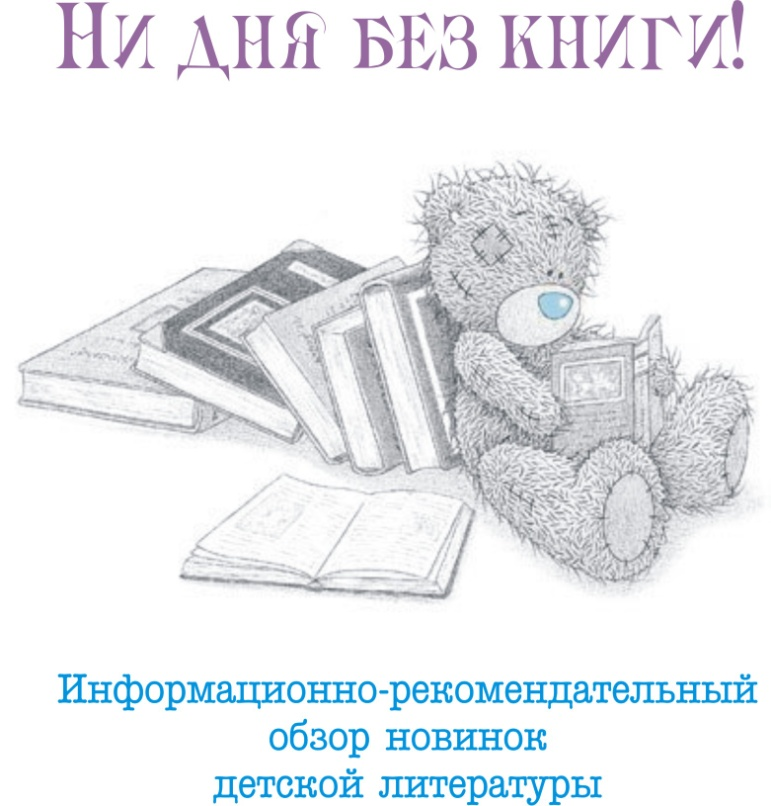 Ни дня без книги!
Информационно-рекомендательный
обзор новинок
детской литературы